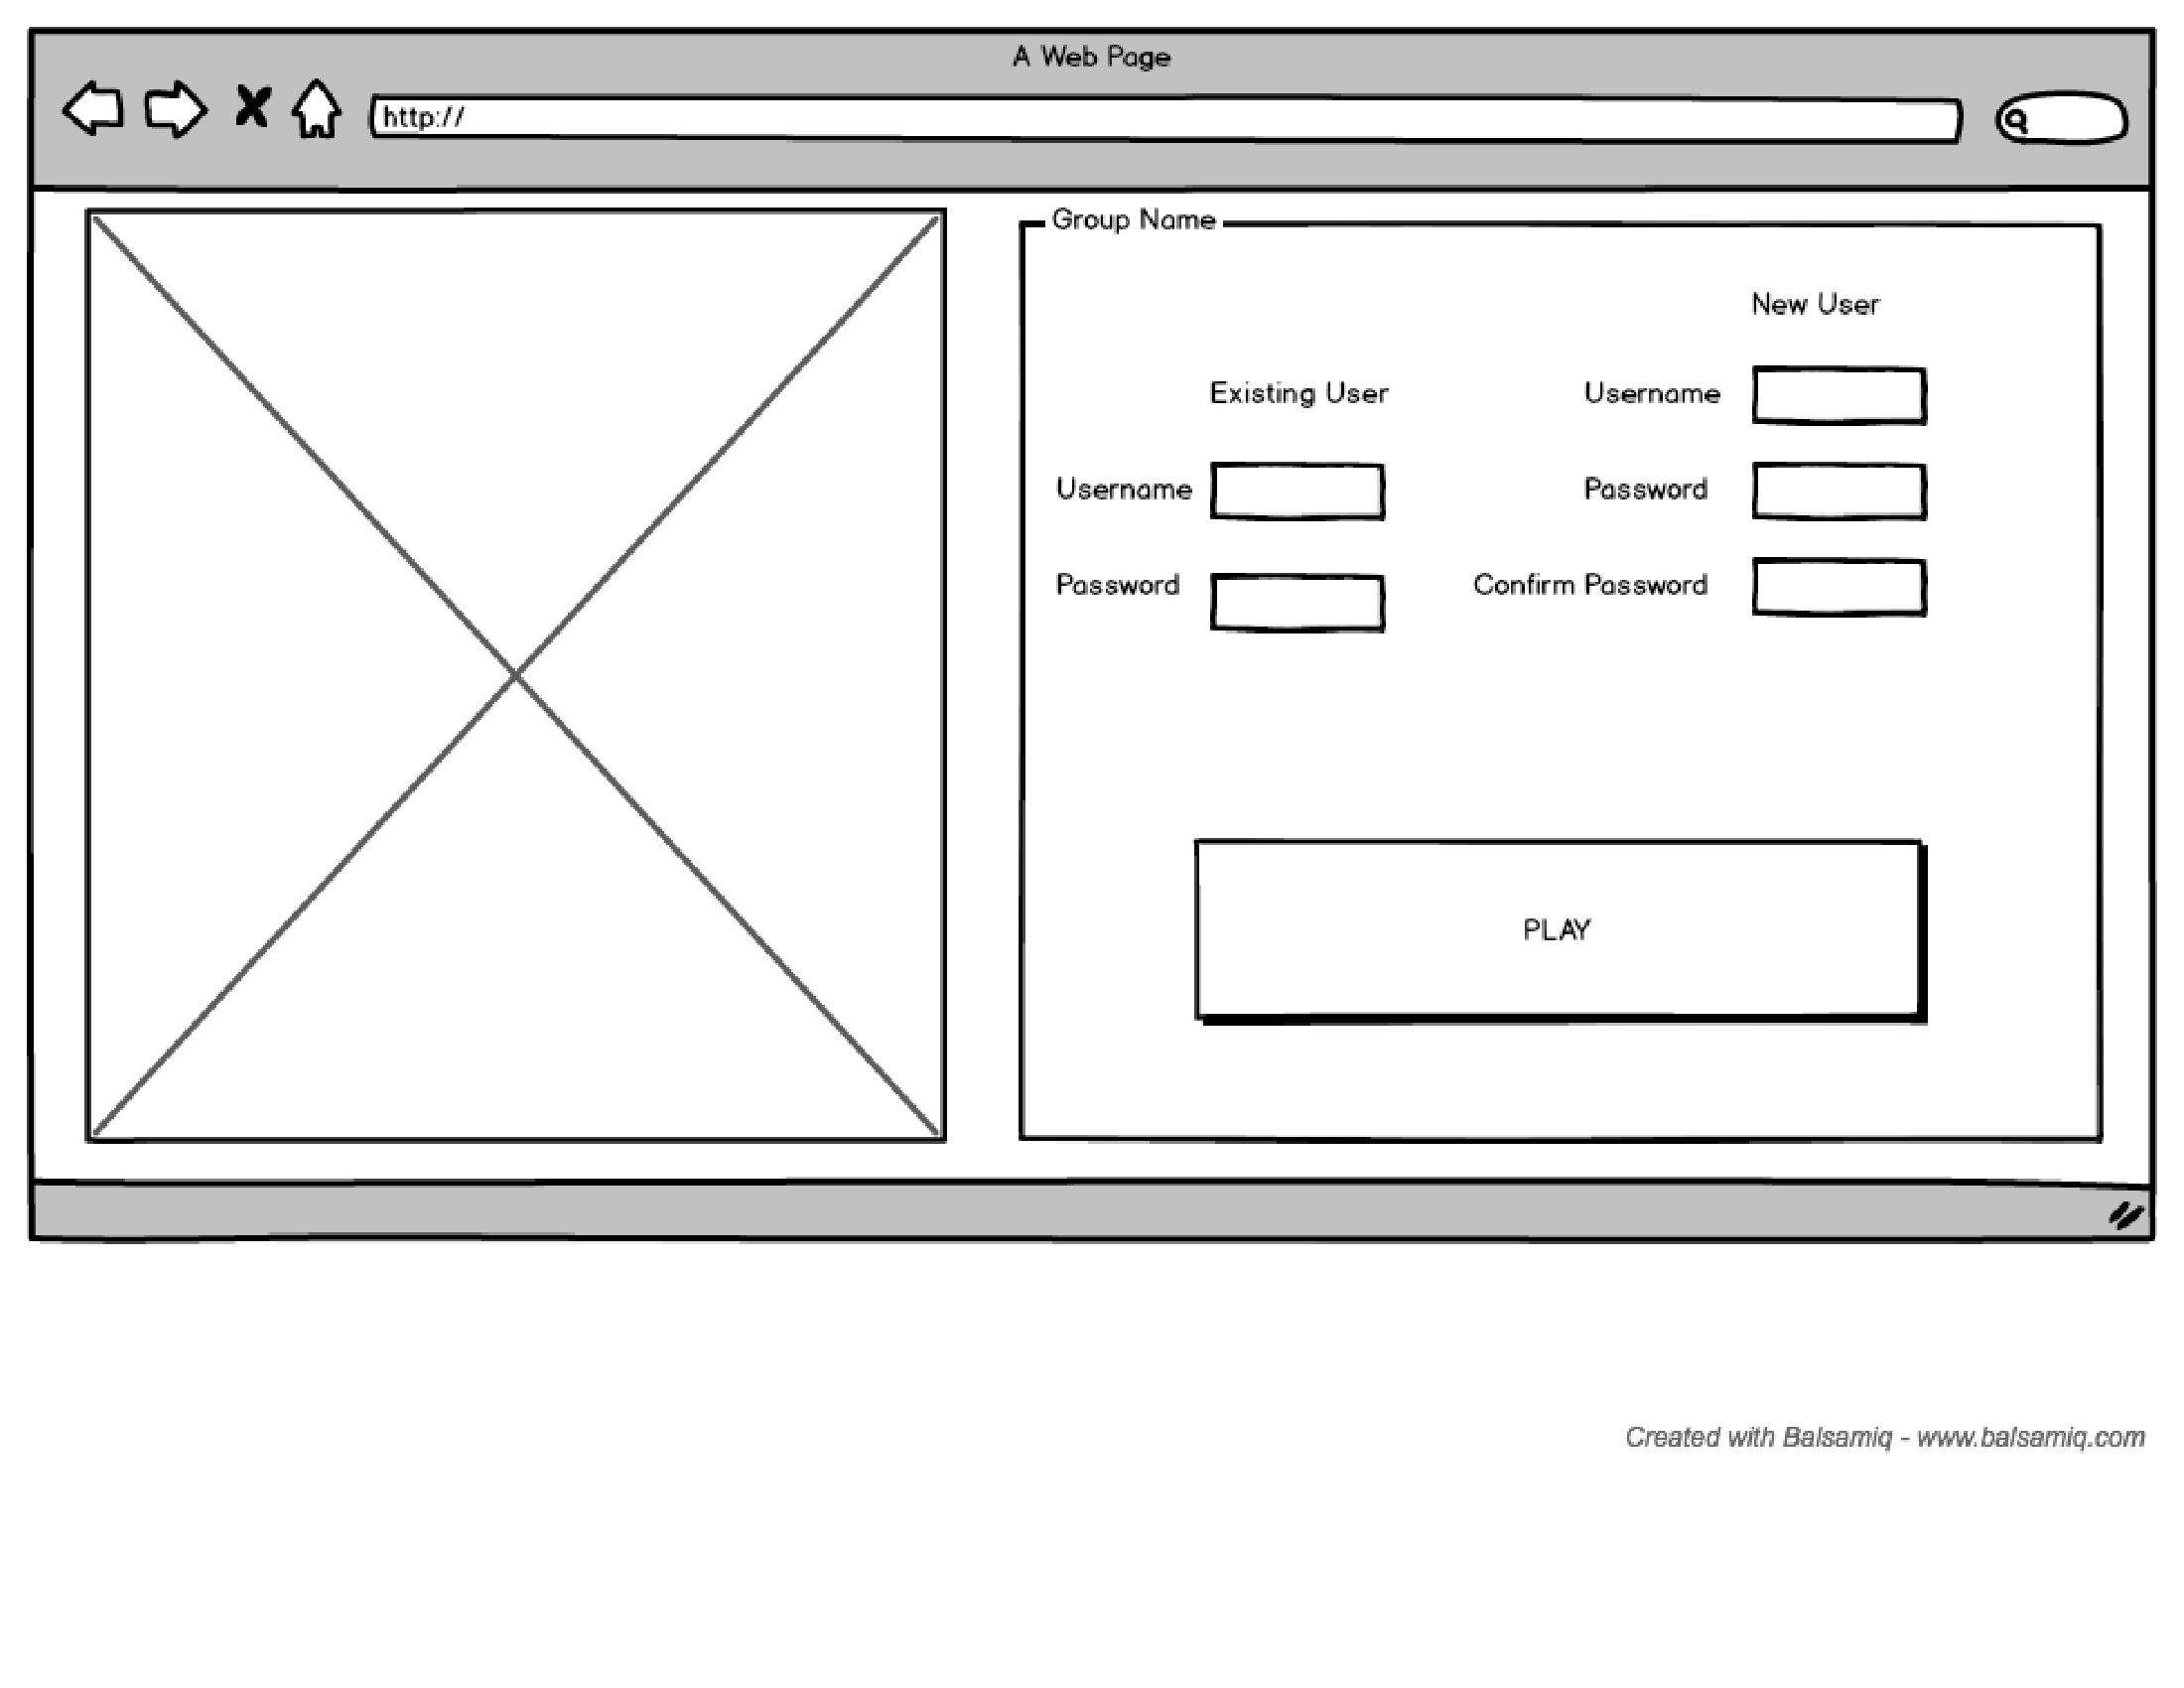 A Web Page
http://
Group Name
New User
Existing User
Username
Username
Password
Password
Confirm Password
PLAY
Created with Balsamiq - www.balsamiq.com